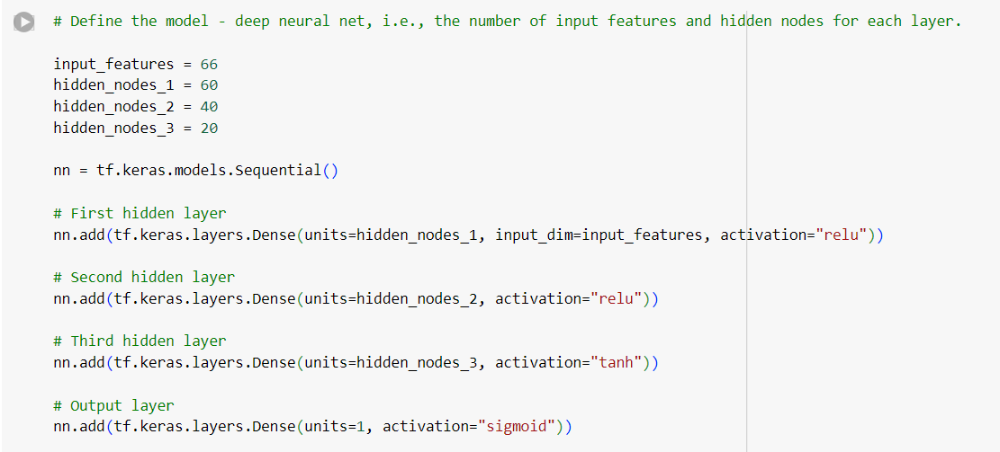 # Define the model - deep neural net, i.e., the number of input features and hidden nodes for each layer.
input_features = 66
hidden_nodes_1 = 60
hidden_nodes_2 = 40
hidden_nodes_3 = 20
nn = tf.keras.models.Sequential()
# First hidden layer
nn.add(tf.keras.layers.Dense(units=hidden_nodes_1, input_dim=input_features, activation="relu"))
# Second hidden layer
nn.add(tf.keras.layers.Dense(units=hidden_nodes_2, activation="relu"))
# Third hidden layer
nn.add(tf.keras.layers.Dense(units=hidden_nodes_3, activation="tanh"))
# Output layer
nn.add(tf.keras.layers.Dense(units=1, activation="sigmoid"))